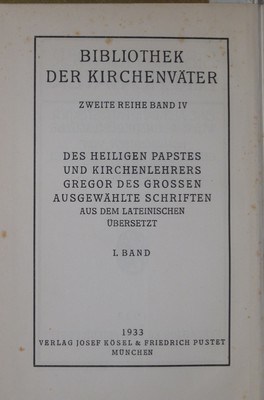 BIBLIOTHEK
DER KIRCHENVÄTER
ZWEITE REIHE BAND IV
DES HEILIGEN PAPSTES
UND KIRCHENLEHRERS
GREGOR DES GROSSEN
AUSGEWÄHLTE SCHRIFTEN
AUS DEM LATEINISCHEN
ÜBERSETZT
I. BAND
1933
VERLAG JOSEF KÖSEL & FRIEDRICH PUSTET
MÜNCHEN